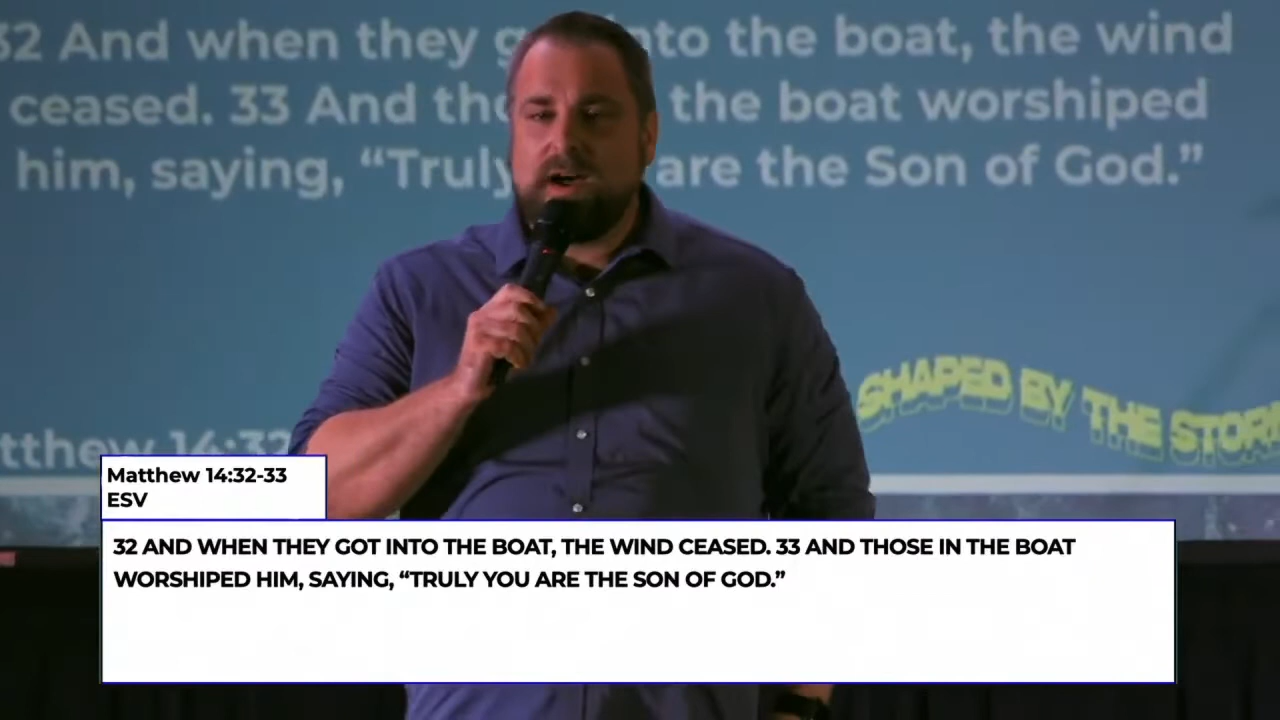 32 And when they g nto the boat, the wind
ceased. 33 And tho the boat worshiped
him, saying, “Truly are the Son of God.”
SHAPED BY THE STOR
tthew 14:32
Matthew 14:32-33
ESV
32 AND WHEN THEY GOT INTO THE BOAT, THE WIND CEASED. 33 AND THOSE IN THE BOAT
WORSHIPED HIM, SAYING, “TRULY YOU ARE THE SON OF GOD.”